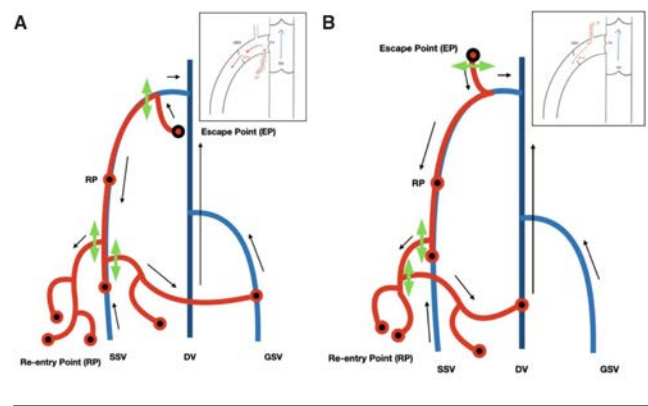 A
Escape Point (EP)
RP
Re-entry Point (RP)
SSV
DV
GSV
B
Escape Point (EP)
RP
Re-entry Point (RP)
SSV
DV
GSV